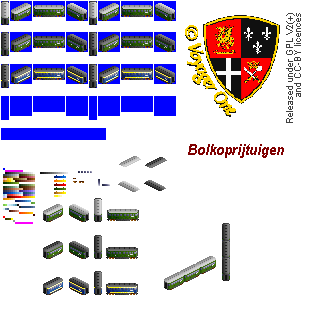 © Voyager One
Released under GPL v2(+)
and CC-BY licences
Bolkoprijtuigen